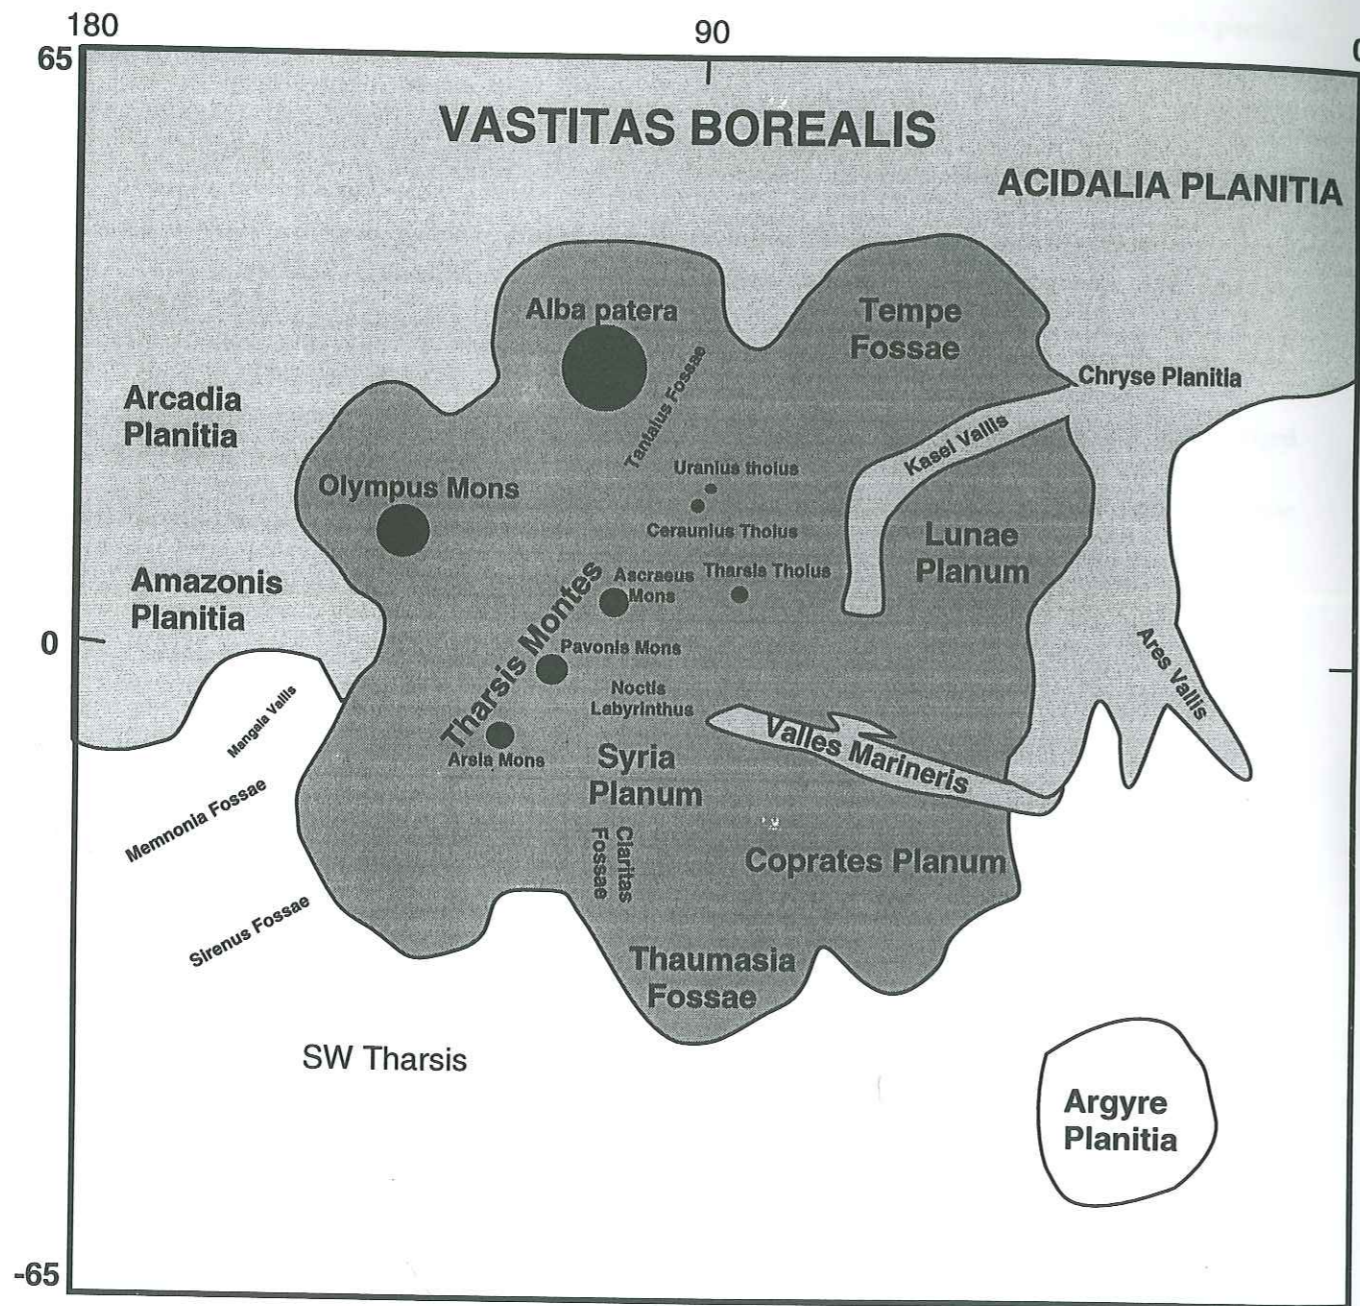 180
90
0
65
VASTITAS BOREALIS
ACIDALIA PLANITIA
Alba patera
Tempe
Fossae
Tantalus Fossae
Chryse Planitia
Arcadia
Planitia
Kasei Vallis
Uranius tholus
Olympus Mons
Ceraunius Tholus
Lunae
Planum
Amazonis
Planitia
Ascraeus
Mons
Tharsis Tholus
Tharsis Montes
0
Pavonis Mons
Ares Vallis
Noctis
Labyrinthus
Mangala Vallis
Valles Marineris
Arsia Mons
Syria
Planum
Memnonia Fossae
Claritas
Fossae
Coprates Planum
Sirenus Fossae
Thaumasia
Fossae
SW Tharsis
Argyre
Planitia
-65